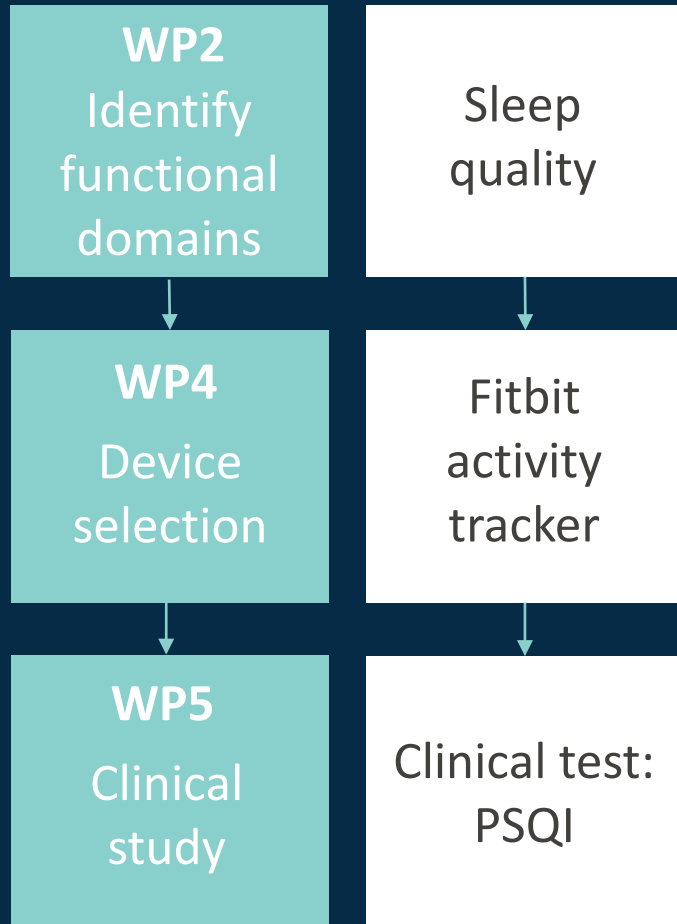 WP2
Identify
functional
domains
Sleep
quality
WP4
Device
selection
Fitbit
activity
tracker
WP5
Clinical
study
Clinical test:
PSQI